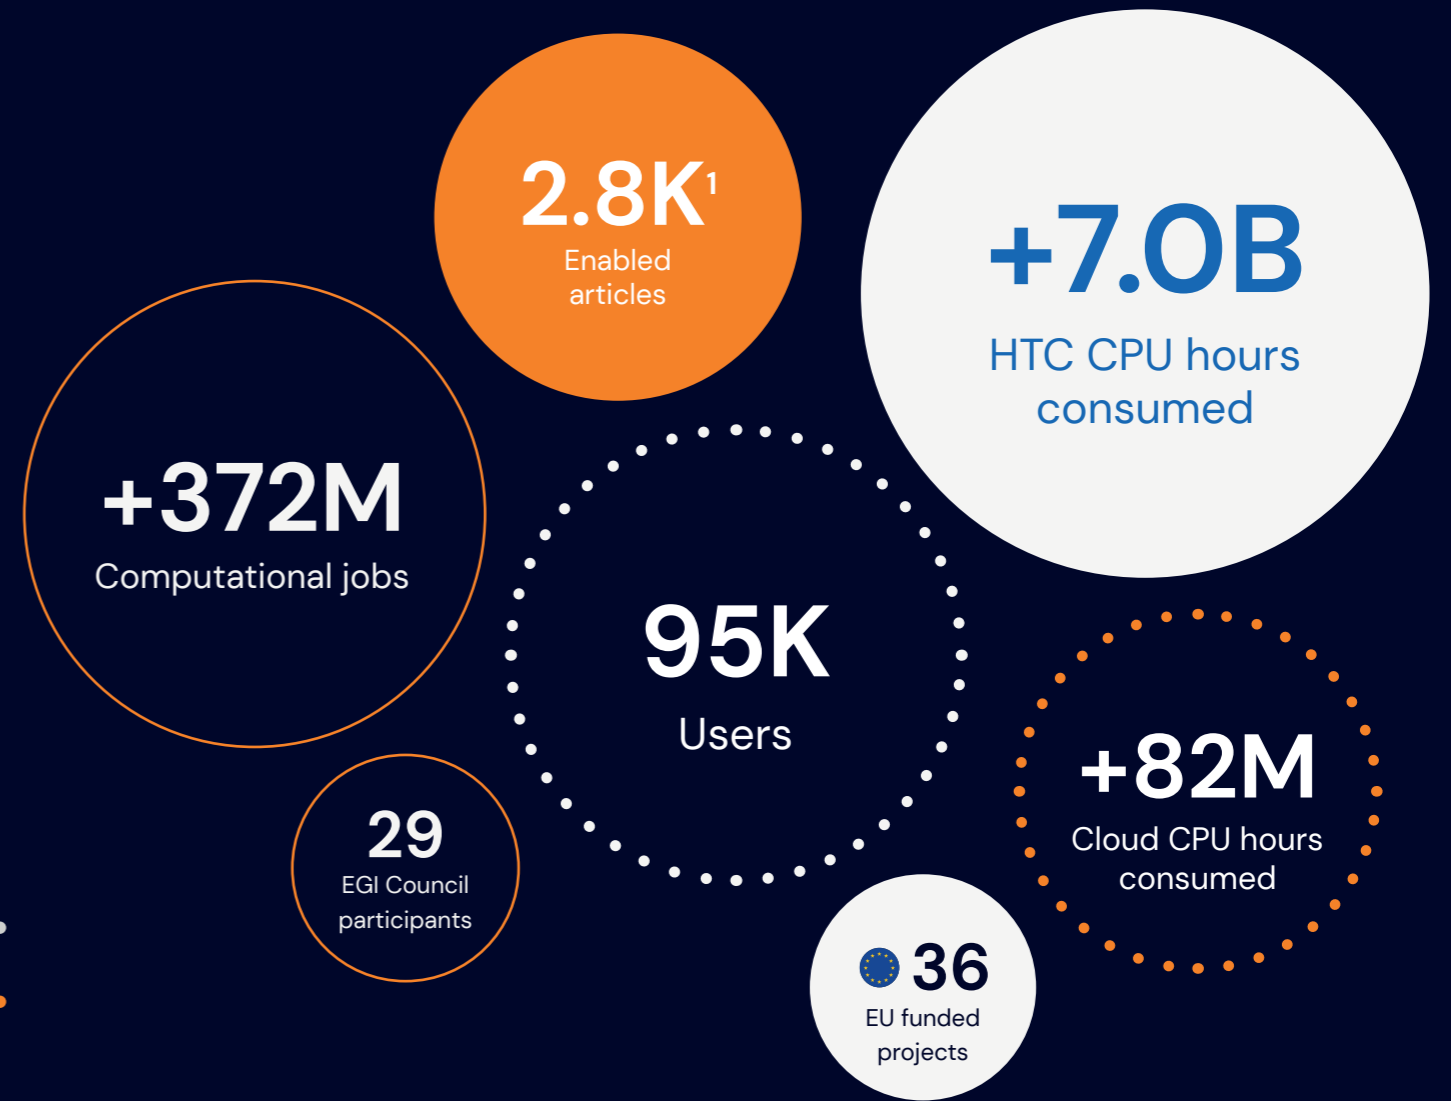 2.8K¹
Enabled
articles
+7.0B
HTC CPU hours
consumed
+372M
Computational jobs
95K
Users
+82M
Cloud CPU hours
consumed
29
EGI Council
participants
36
EU funded
projects